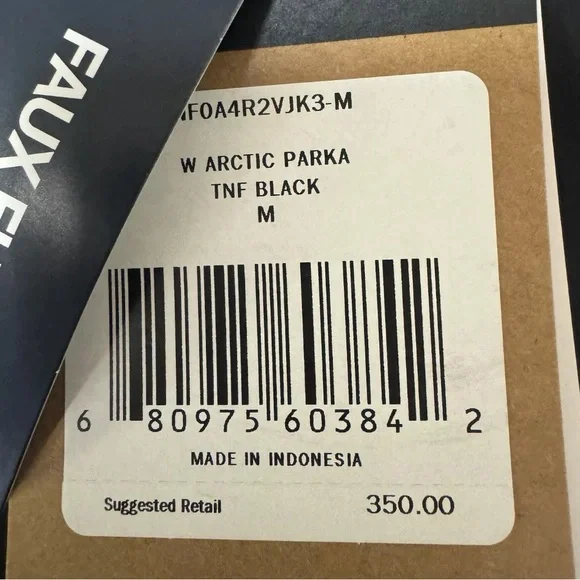 FAUX
NF0A4R2VJK3-M
W ARCTIC PARKA
TNF BLACK
M
6 80975 60384 2
MADE IN INDONESIA
Suggested Retail 350.00